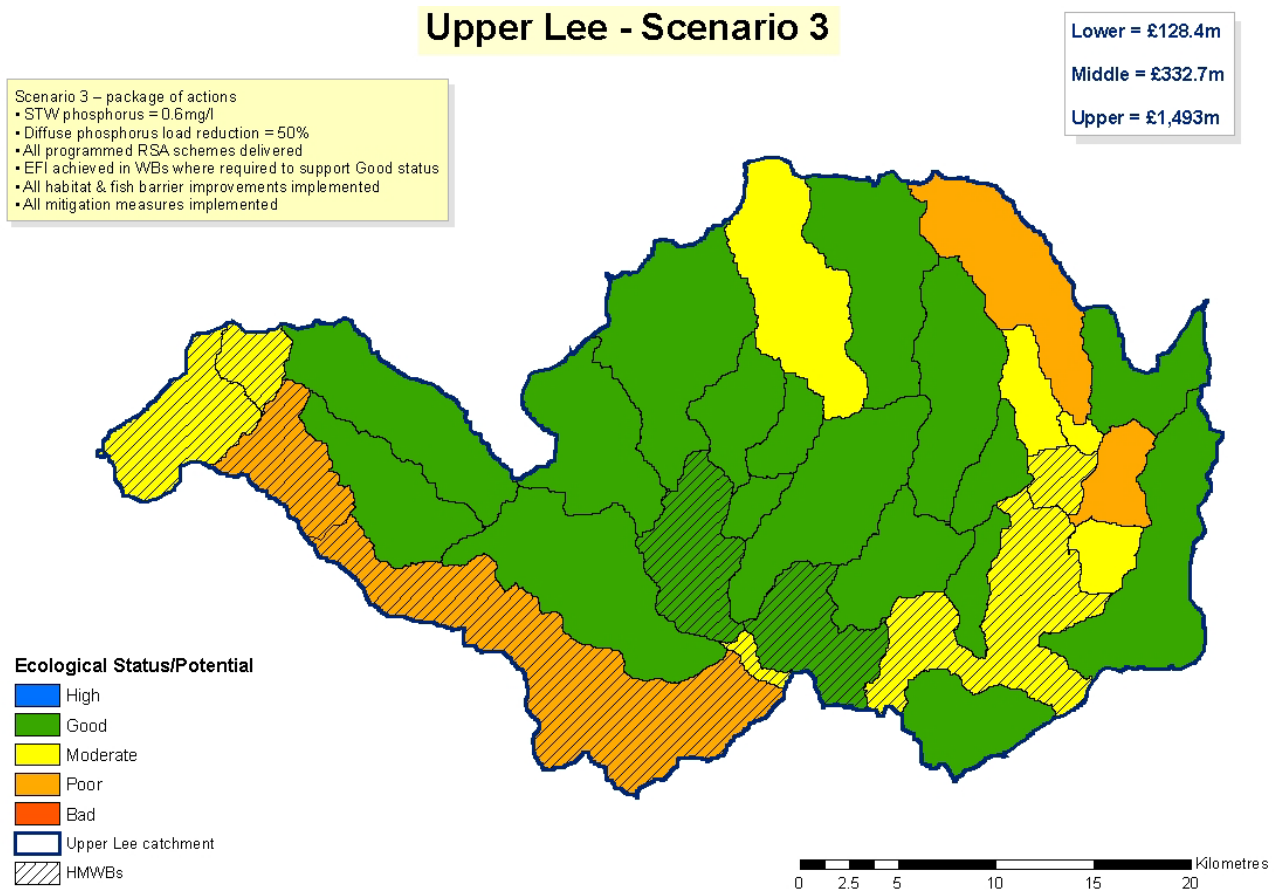 Upper Lee - Scenario 3
Lower = £128.4m
Middle = £332.7m
Upper = £1,493m
Scenario 3 – package of actions
• STW phosphorus = 0.6mg/l
• Diffuse phosphorus load reduction = 50%
• All programmed RSA schemes delivered
• EFI achieved in WBs where required to support Good status
• All habitat & fish barrier improvements implemented
• All mitigation measures implemented
Ecological Status/Potential
High
Good
Moderate
Poor
Bad
Upper Lee catchment
HMWBs
Kilometres
0 2.5 5 10 15 20